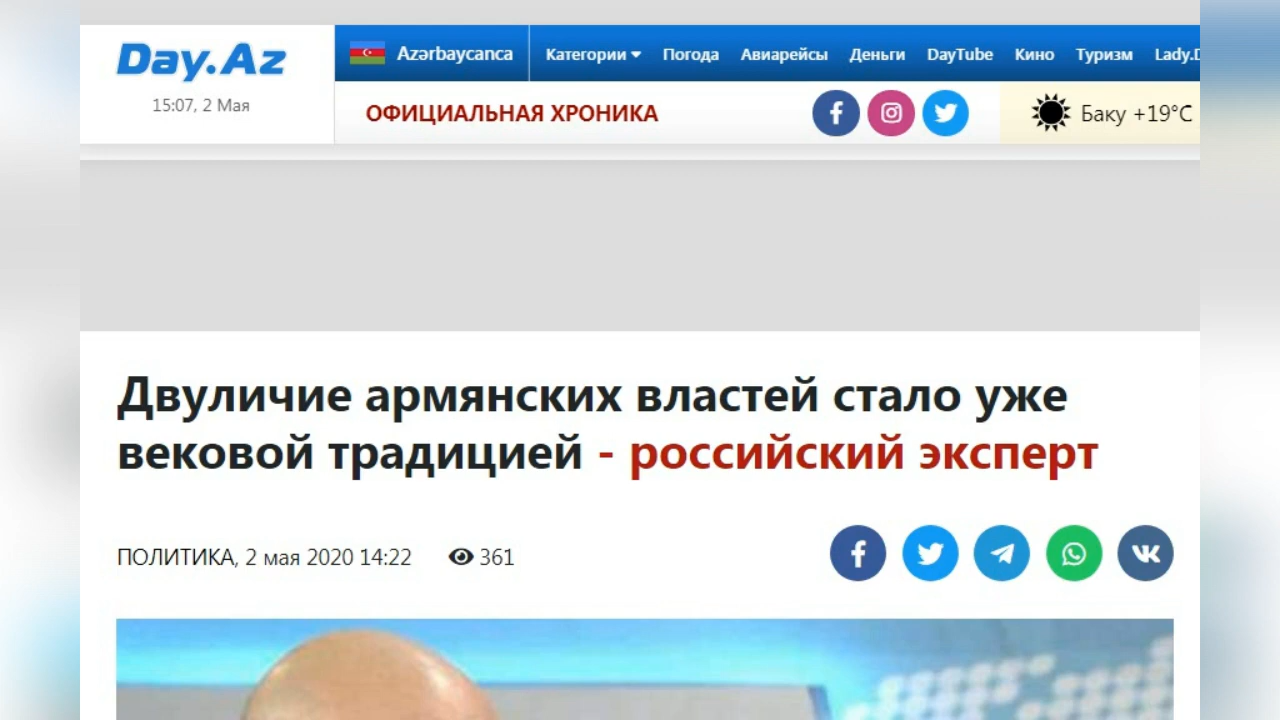 Day.Az
Azərbaycanca
Категории
Погода
Авиарейсы
Деньги
DayTube
Кино
Туризм
Lady.D
15:07, 2 Мая
ОФИЦИАЛЬНАЯ ХРОНИКА
Баку +19°C
Двуличие армянских властей стало уже
вековой традицией - российский эксперт
ПОЛИТИКА, 2 мая 2020 14:22
361